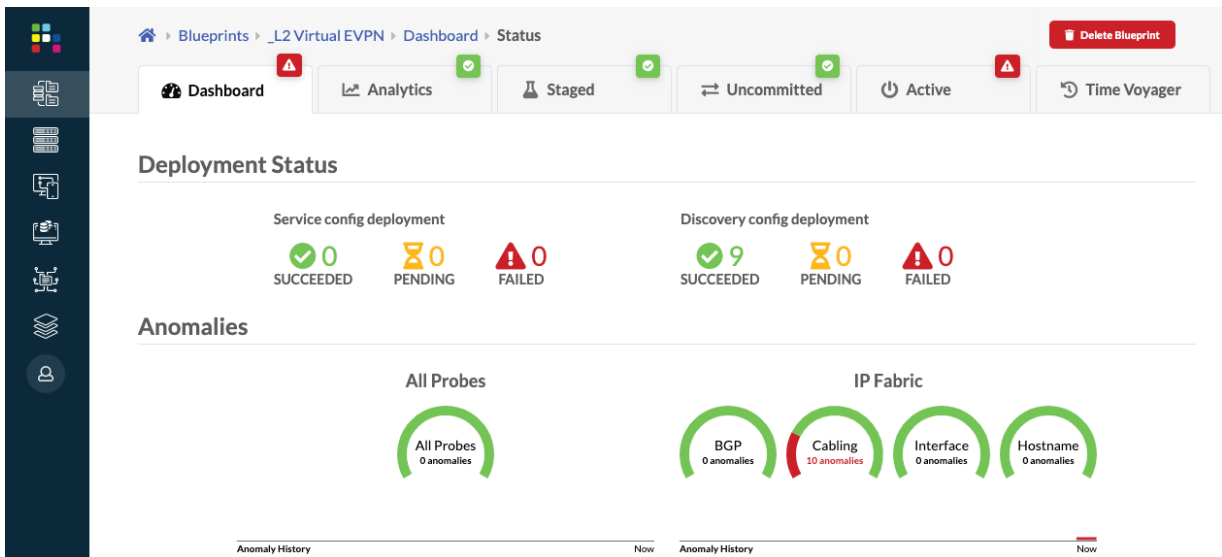 Blueprints _L2 Virtual EVPN Dashboard Status
Delete Blueprint
Dashboard Analytics Staged Uncommitted Active Time Voyager
Deployment Status
Service config deployment
0 0 0
SUCCEEDED PENDING FAILED
Discovery config deployment
9 0 0
SUCCEEDED PENDING FAILED
Anomalies
All Probes
All Probes
0 anomalies
Anomaly History Now
IP Fabric
BGP
0 anomalies
Cabling
10 anomalies
Interface
0 anomalies
Hostname
0 anomalies
Anomaly History Now